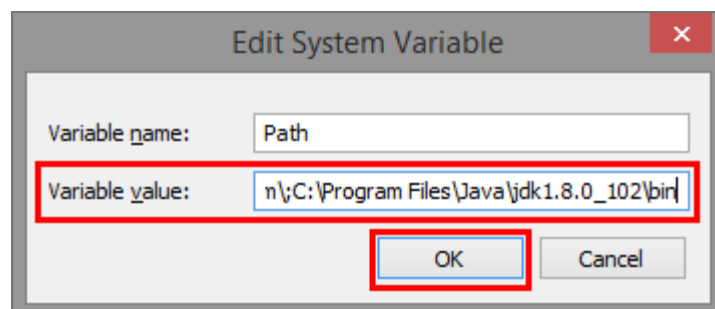 Edit System Variable
Variable name: Path
Variable value: n\;C:\Program Files\Java\jdk1.8.0_102\bin
OK Cancel